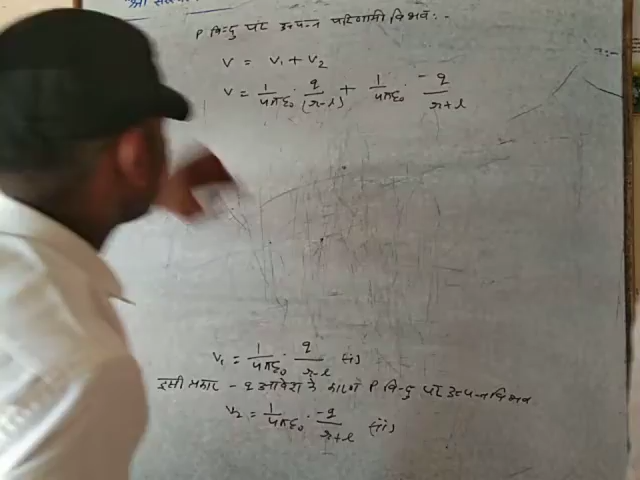 P बिन्दु पर उत्पन्न परिणामी विभव:-
V = V₁ + V₂
V = 1/4πε₀ · q/(r-l) + 1/4πε₀ · -q/r+l
V₁ = 1/4πε₀ · q/r-l (i)
इसी प्रकार -q आवेश के कारण P बिन्दु पर उत्पन्न विभव
V₂ = 1/4πε₀ · -q/r+l (ii)